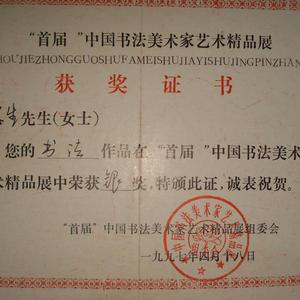 “首届”中国书法美术家艺术精品展
HOUJIEZHONGGUOSHUFAMEISHUJIAYISHUJINGPINZHAN
获奖证书
生先生(女士)
您的书法作品在“首届”中国书法美术
术精品展中荣获银奖，特颁此证，诚表祝贺。
“首届”中国书法美术家艺术精品展组委会
一九九七年四月十八日